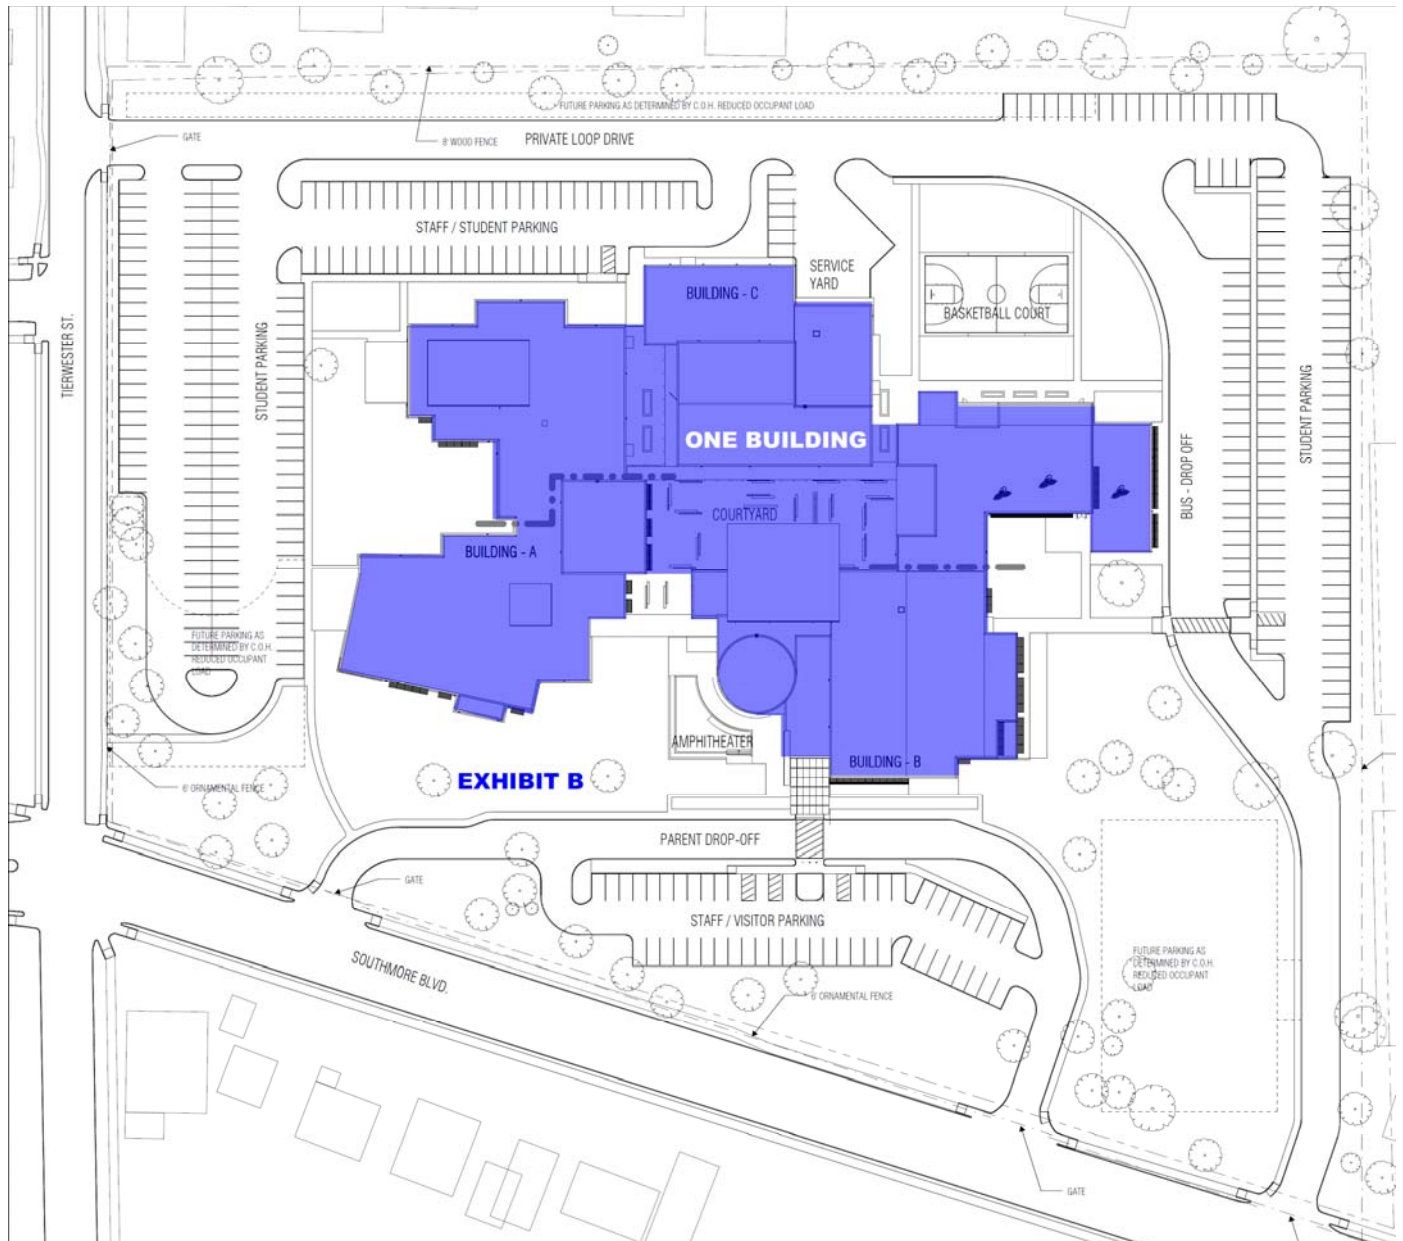 FUTURE PARKING AS DETERMINED BY C.O.H. REDUCED OCCUPANT LOAD
GATE
8' WOOD FENCE
PRIVATE LOOP DRIVE
STAFF / STUDENT PARKING
SERVICE
YARD
BUILDING - C
BASKETBALL COURT
TIERWESTER ST.
STUDENT PARKING
STUDENT PARKING
BUS - DROP OFF
ONE BUILDING
COURTYARD
BUILDING - A
FUTURE PARKING AS
DETERMINED BY C.O.H.
REDUCED OCCUPANT
LOAD
AMPHITHEATER
BUILDING - B
EXHIBIT B
6' ORNAMENTAL FENCE
PARENT DROP-OFF
GATE
STAFF / VISITOR PARKING
SOUTHMORE BLVD.
FUTURE PARKING AS
DETERMINED BY C.O.H.
REDUCED OCCUPANT
LOAD
6' ORNAMENTAL FENCE
GATE